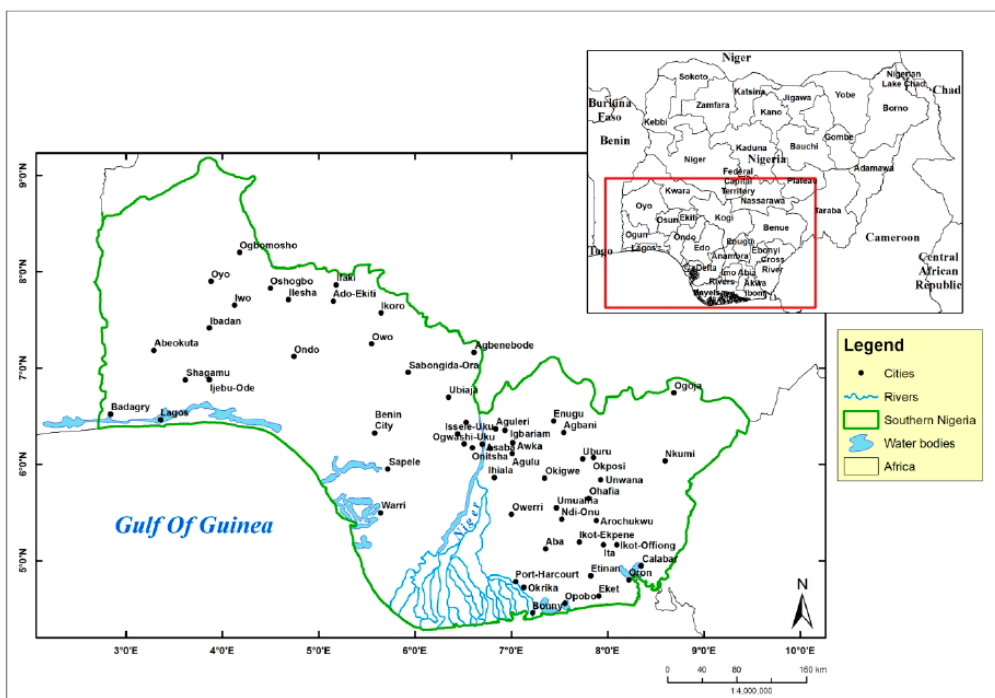 Niger
Sokoto
Katsina
Jigawa
Yobe
Nigerian
Lake Chad
Chad
Zamfara
Kano
Borno
Burkina
Faso
Kebbi
Benin
Bauchi
Gombe
Kaduna
Niger
Nigeria
Adamawa
Federal
Capital
Territory
Plateau
Kwara
Nassarawa
Taraba
Oyo
Osun
Ekiti
Kogi
Benue
Ogun
Ondo
Enugu
Cameroon
Togo
Lagos
Edo
Ebonyi
Anambra
Cross
River
Delta
Imo
Abia
Central
African
Republic
Rivers
Akwa
Ibom
9°0'N
8°0'N
7°0'N
6°0'N
5°0'N
Ogbomosho
Oyo
Oshogbo
Ifaki
Ilesha
Ado-Ekiti
Iwo
Ikoro
Ibadan
Abeokuta
Ondo
Owo
Agbenebode
Shagamu
Sabongida-Ora
Ijebu-Ode
Ubiaja
Ogoja
Badagry
Lagos
Benin
City
Issele-Uku
Aguleri
Enugu
Agbani
Igbariam
Ogwashi-Uku
Asaba
Awka
Onitsha
Agulu
Uburu
Okposi
Nkumi
Sapele
Ihiala
Okigwe
Unwana
Ohafia
Warri
Owerri
Umuahia
Ndi-Onu
Arochukwu
Gulf Of Guinea
Niger
Aba
Ikot-Ekpene
Ikot-Offiong
Ita
Calabar
Port-Harcourt
Etinan
Oron
Okrika
Opobo
Eket
Bonny
3°0'E
4°0'E
5°0'E
6°0'E
7°0'E
8°0'E
9°0'E
10°0'E
Legend
Cities
Rivers
Southern Nigeria
Water bodies
Africa
N
0 40 80 160 km
1:4,000,000